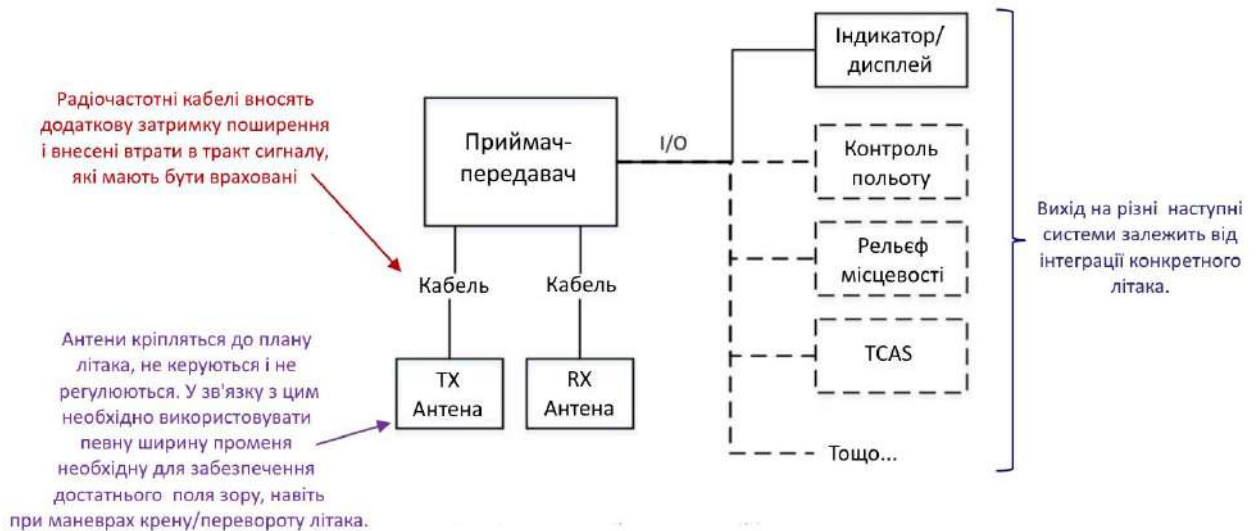 Індикатор/
дисплей
Радіочастотні кабелі вносять
додаткову затримку поширення
і внесені втрати в тракт сигналу,
які мають бути враховані
Приймач-
передавач
I/O
Контроль
польоту
Рельєф
місцевості
TCAS
Тощо...
Вихід на різні наступні
системи залежить від
інтеграції конкретного
літака.
Кабель
Кабель
TX
Антена
RX
Антена
Антени кріпляться до плану
літака, не керуються і не
регулюються. У зв'язку з цим
необхідно використовувати
певну ширину променя
необхідну для забезпечення
достатнього поля зору, навіть
при маневрах крену/перевороту літака.